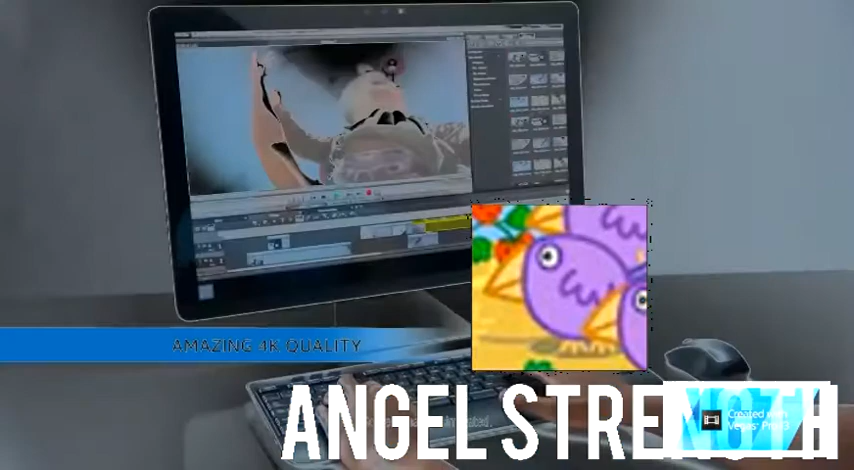 AMAZING 4K QUALITY
ANGEL STRENGTH
Created with
Vegas Pro 13